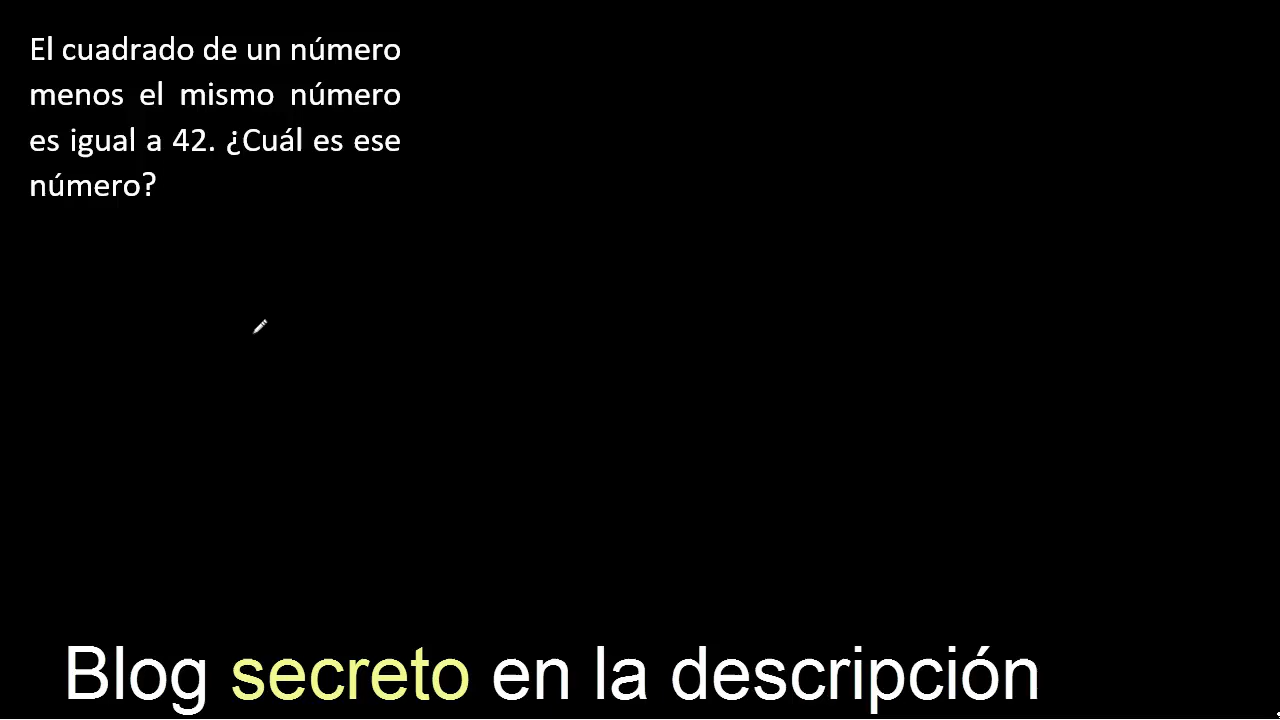 El cuadrado de un número
menos el mismo número
es igual a 42. ¿Cuál es ese
número?
Blog secreto en la descripción